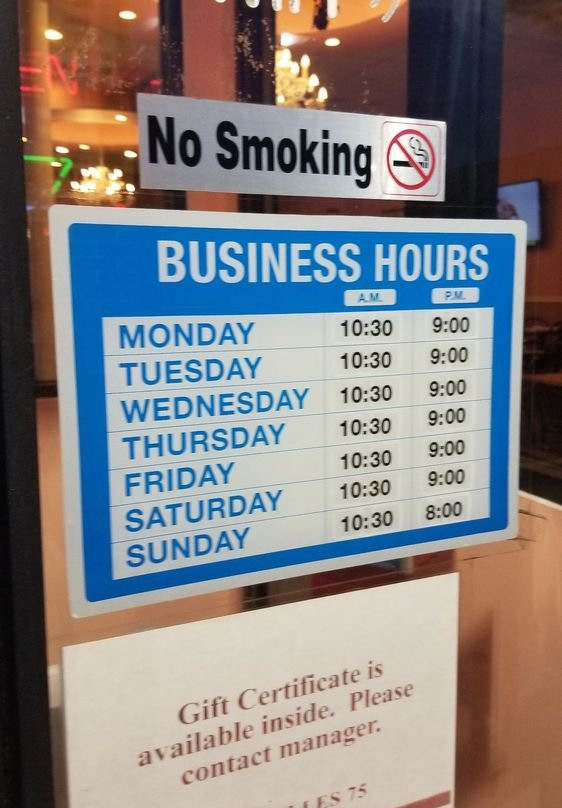 No Smoking
BUSINESS HOURS
A.M. P.M.
MONDAY 10:30 9:00
TUESDAY 10:30 9:00
WEDNESDAY 10:30 9:00
THURSDAY 10:30 9:00
FRIDAY 10:30 9:00
SATURDAY 10:30 9:00
SUNDAY 10:30 8:00
Gift Certificate is
available inside. Please
contact manager.
75